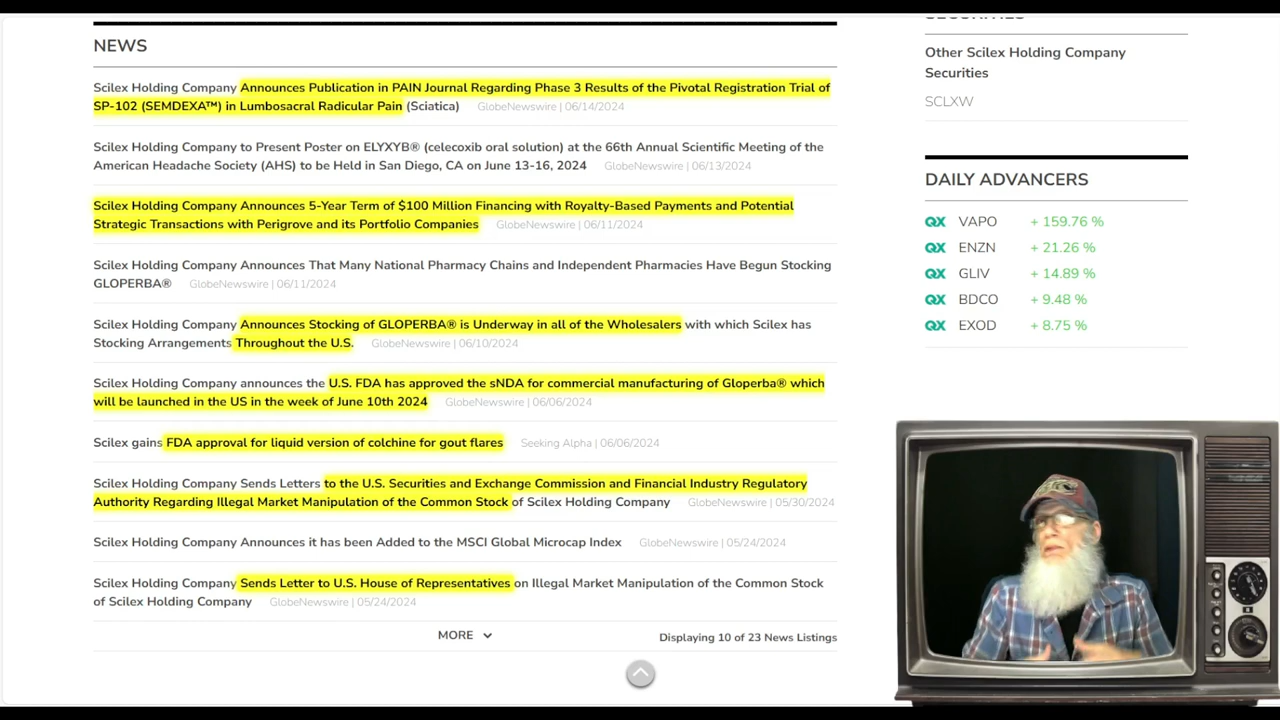 NEWS
Scilex Holding Company Announces Publication in PAIN Journal Regarding Phase 3 Results of the Pivotal Registration Trial of
SP-102 (SEMDEXA™) in Lumbosacral Radicular Pain (Sciatica) GlobeNewswire | 06/14/2024
Scilex Holding Company to Present Poster on ELYXYB® (celecoxib oral solution) at the 66th Annual Scientific Meeting of the
American Headache Society (AHS) to be Held in San Diego, CA on June 13-16, 2024 GlobeNewswire | 06/13/2024
Scilex Holding Company Announces 5-Year Term of $100 Million Financing with Royalty-Based Payments and Potential
Strategic Transactions with Perigrove and its Portfolio Companies GlobeNewswire | 06/11/2024
Scilex Holding Company Announces That Many National Pharmacy Chains and Independent Pharmacies Have Begun Stocking
GLOPERBA® GlobeNewswire | 06/11/2024
Scilex Holding Company Announces Stocking of GLOPERBA® is Underway in all of the Wholesalers with which Scilex has
Stocking Arrangements Throughout the U.S. GlobeNewswire | 06/10/2024
Scilex Holding Company announces the U.S. FDA has approved the sNDA for commercial manufacturing of Gloperba® which
will be launched in the US in the week of June 10th 2024 GlobeNewswire | 06/06/2024
Scilex gains FDA approval for liquid version of colchine for gout flares Seeking Alpha | 06/06/2024
Scilex Holding Company Sends Letters to the U.S. Securities and Exchange Commission and Financial Industry Regulatory
Authority Regarding Illegal Market Manipulation of the Common Stock of Scilex Holding Company GlobeNewswire | 05/30/2024
Scilex Holding Company Announces it has been Added to the MSCI Global Microcap Index GlobeNewswire | 05/24/2024
Scilex Holding Company Sends Letter to U.S. House of Representatives on Illegal Market Manipulation of the Common Stock
of Scilex Holding Company GlobeNewswire | 05/24/2024
MORE
Displaying 10 of 23 News Listings
SECURITIES
Other Scilex Holding Company
Securities
SCLXW
DAILY ADVANCERS
QX VAPO + 159.76 %
QX ENZN + 21.26 %
QX GLIV + 14.89 %
QX BDCO + 9.48 %
QX EXOD + 8.75 %